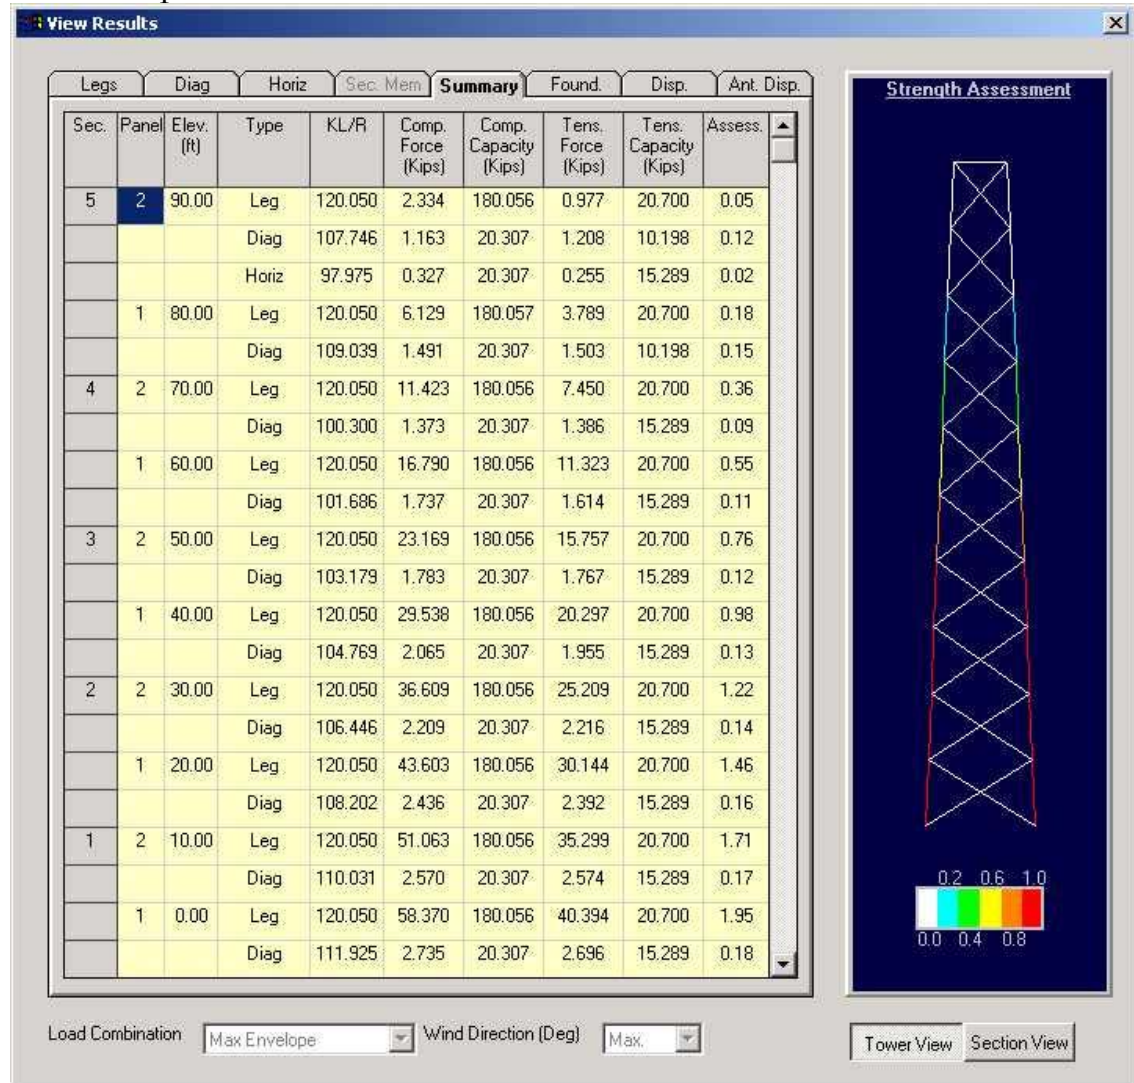 View Results
Legs Diag Horiz Sec. Mem Summary Found. Disp. Ant. Disp.
Sec. Panel Elev. (ft) Type KL/R Comp. Force (Kips) Comp. Capacity (Kips) Tens. Force (Kips) Tens. Capacity (Kips) Assess.
5 2 90.00 Leg 120.050 2.334 180.056 0.977 20.700 0.05
Diag 107.746 1.163 20.307 1.208 10.198 0.12
Horiz 97.975 0.327 20.307 0.255 15.289 0.02
1 80.00 Leg 120.050 6.129 180.057 3.789 20.700 0.18
Diag 109.039 1.491 20.307 1.503 10.198 0.15
4 2 70.00 Leg 120.050 11.423 180.056 7.450 20.700 0.36
Diag 100.300 1.373 20.307 1.386 15.289 0.09
1 60.00 Leg 120.050 16.790 180.056 11.323 20.700 0.55
Diag 101.686 1.737 20.307 1.614 15.289 0.11
3 2 50.00 Leg 120.050 23.169 180.056 15.757 20.700 0.76
Diag 103.179 1.783 20.307 1.767 15.289 0.12
1 40.00 Leg 120.050 29.538 180.056 20.297 20.700 0.98
Diag 104.769 2.065 20.307 1.955 15.289 0.13
2 2 30.00 Leg 120.050 36.609 180.056 25.209 20.700 1.22
Diag 106.446 2.209 20.307 2.216 15.289 0.14
1 20.00 Leg 120.050 43.603 180.056 30.144 20.700 1.46
Diag 108.202 2.436 20.307 2.392 15.289 0.16
1 2 10.00 Leg 120.050 51.063 180.056 35.299 20.700 1.71
Diag 110.031 2.570 20.307 2.574 15.289 0.17
1 0.00 Leg 120.050 58.370 180.056 40.394 20.700 1.95
Diag 111.925 2.735 20.307 2.696 15.289 0.18
Strength Assessment
0.2 0.6 1.0
0.0 0.4 0.8
Load Combination Max Envelope Wind Direction (Deg) Max.
Tower View Section View